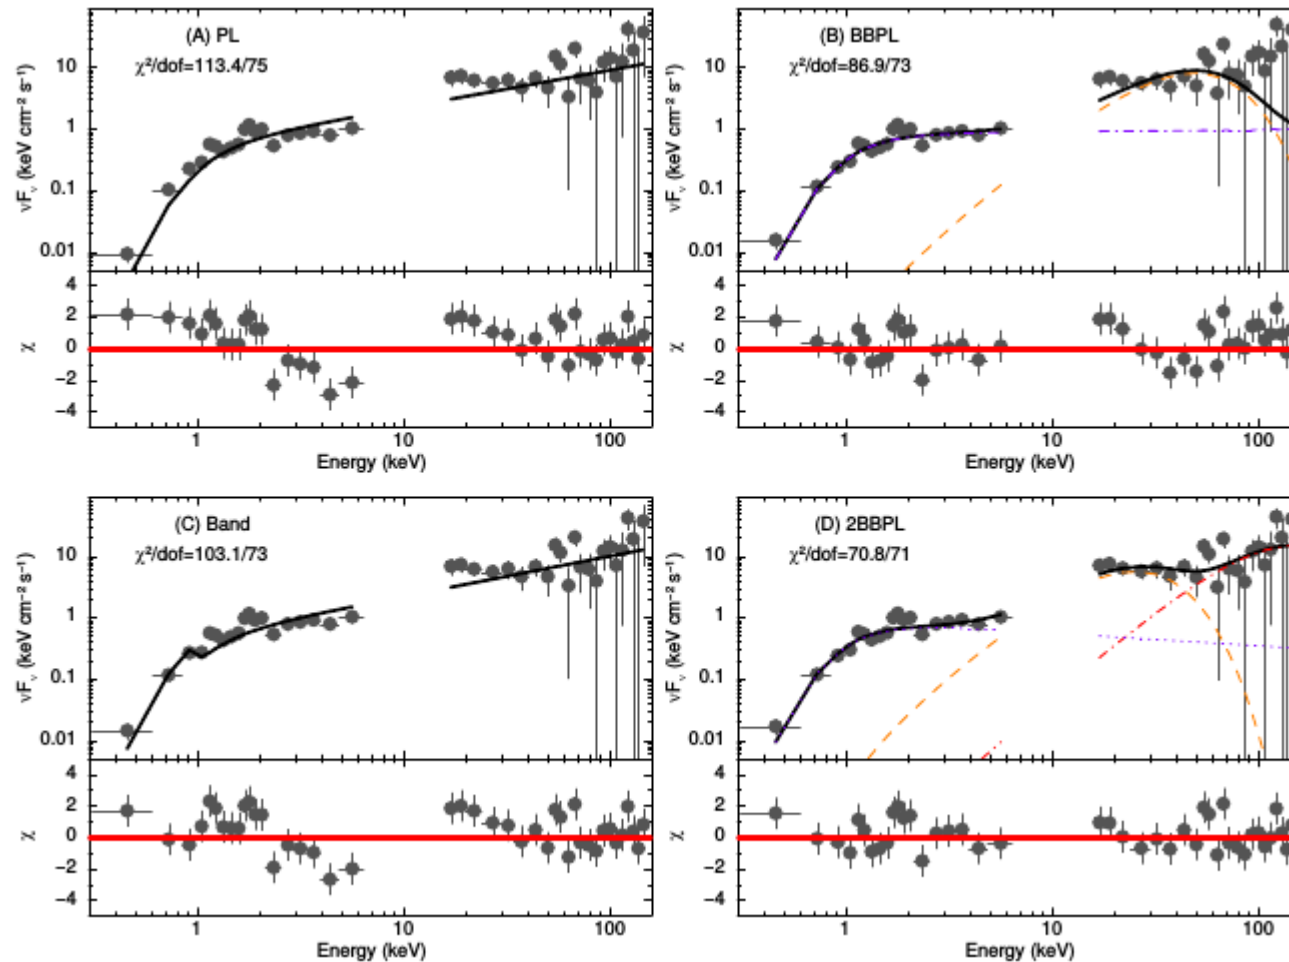 (A) PL
χ²/dof=113.4/75
10
1
0.1
0.01
νFν (keV cm⁻² s⁻¹)
4
2
0
−2
−4
χ
1
10
100
Energy (keV)
(B) BBPL
χ²/dof=86.9/73
10
1
0.1
0.01
νFν (keV cm⁻² s⁻¹)
4
2
0
−2
−4
χ
1
10
100
Energy (keV)
(C) Band
χ²/dof=103.1/73
10
1
0.1
0.01
νFν (keV cm⁻² s⁻¹)
4
2
0
−2
−4
χ
1
10
100
Energy (keV)
(D) 2BBPL
χ²/dof=70.8/71
10
1
0.1
0.01
νFν (keV cm⁻² s⁻¹)
4
2
0
−2
−4
χ
1
10
100
Energy (keV)